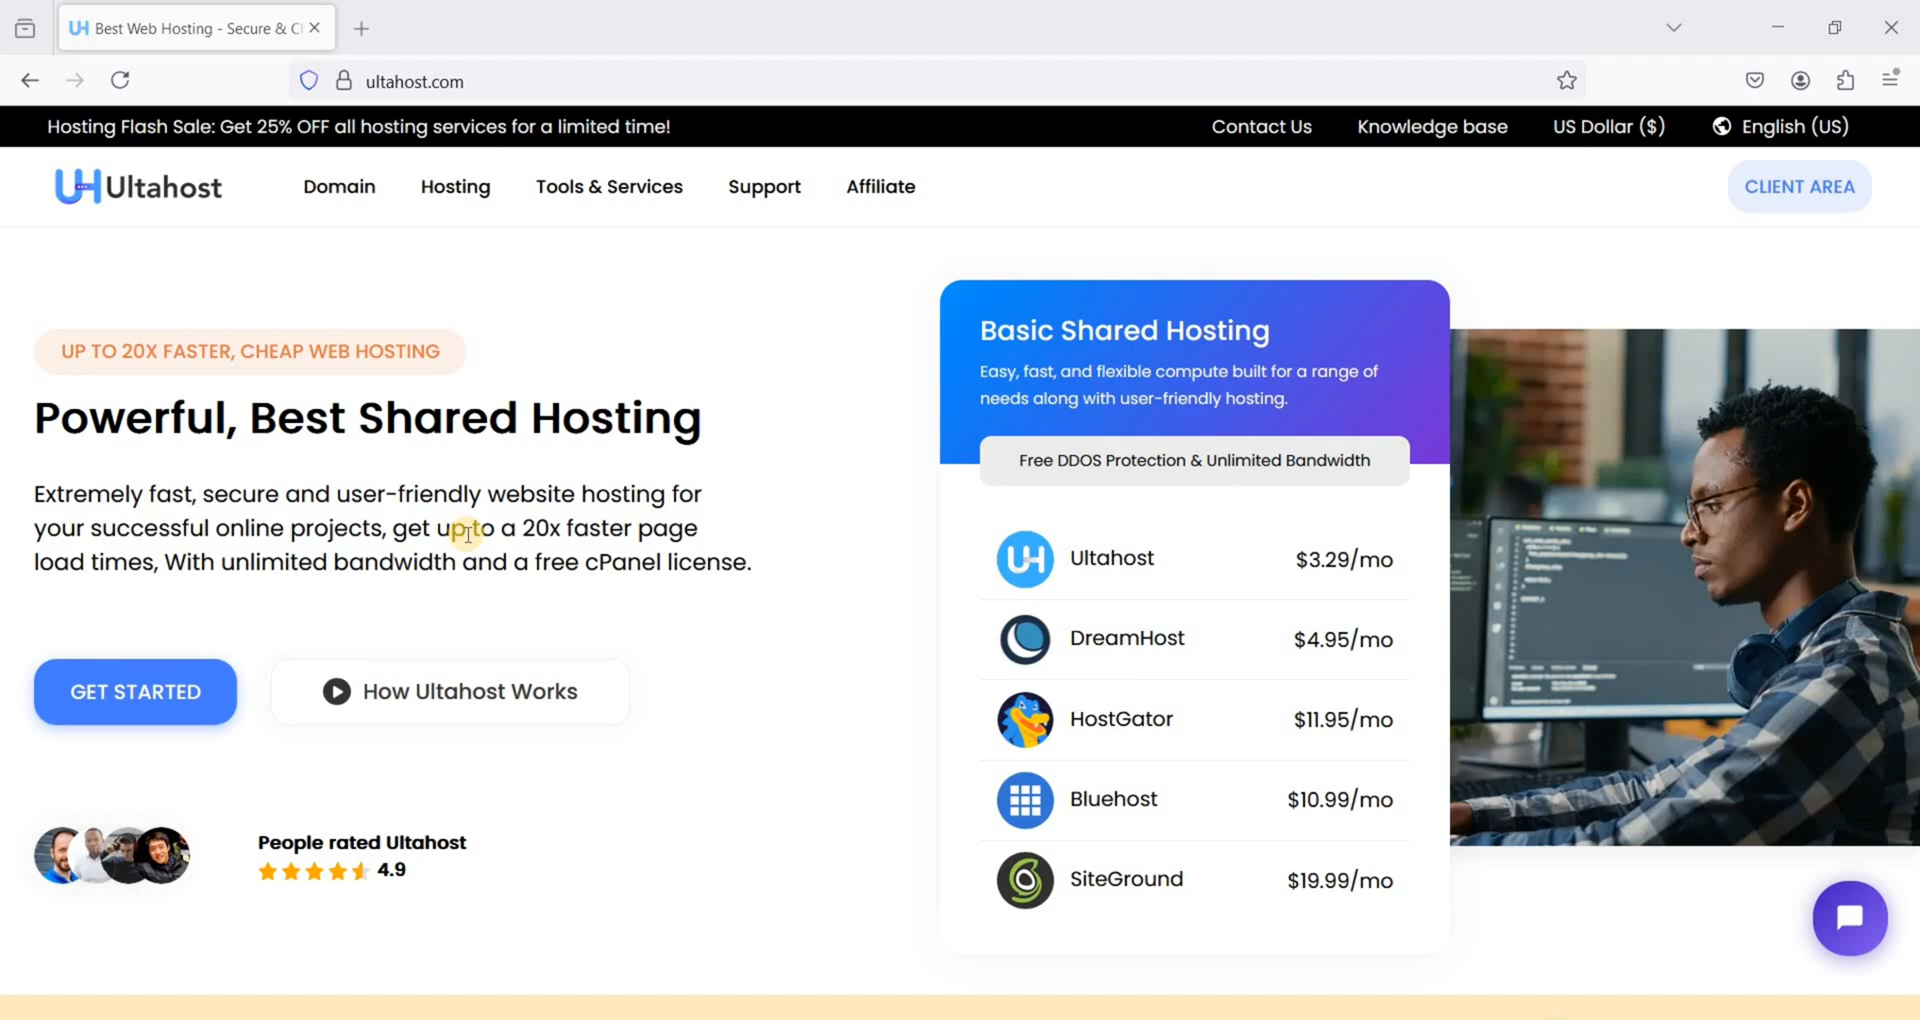 Best Web Hosting - Secure & C
ultahost.com
Hosting Flash Sale: Get 25% OFF all hosting services for a limited time!
Contact Us
Knowledge base
US Dollar ($)
English (US)
Ultahost
Domain
Hosting
Tools & Services
Support
Affiliate
CLIENT AREA
UP TO 20X FASTER, CHEAP WEB HOSTING
Powerful, Best Shared Hosting
Extremely fast, secure and user-friendly website hosting for
your successful online projects, get up to a 20x faster page
load times, With unlimited bandwidth and a free cPanel license.
GET STARTED
How Ultahost Works
People rated Ultahost
4.9
Basic Shared Hosting
Easy, fast, and flexible compute built for a range of
needs along with user-friendly hosting.
Free DDOS Protection & Unlimited Bandwidth
Ultahost $3.29/mo
DreamHost $4.95/mo
HostGator $11.95/mo
Bluehost $10.99/mo
SiteGround $19.99/mo